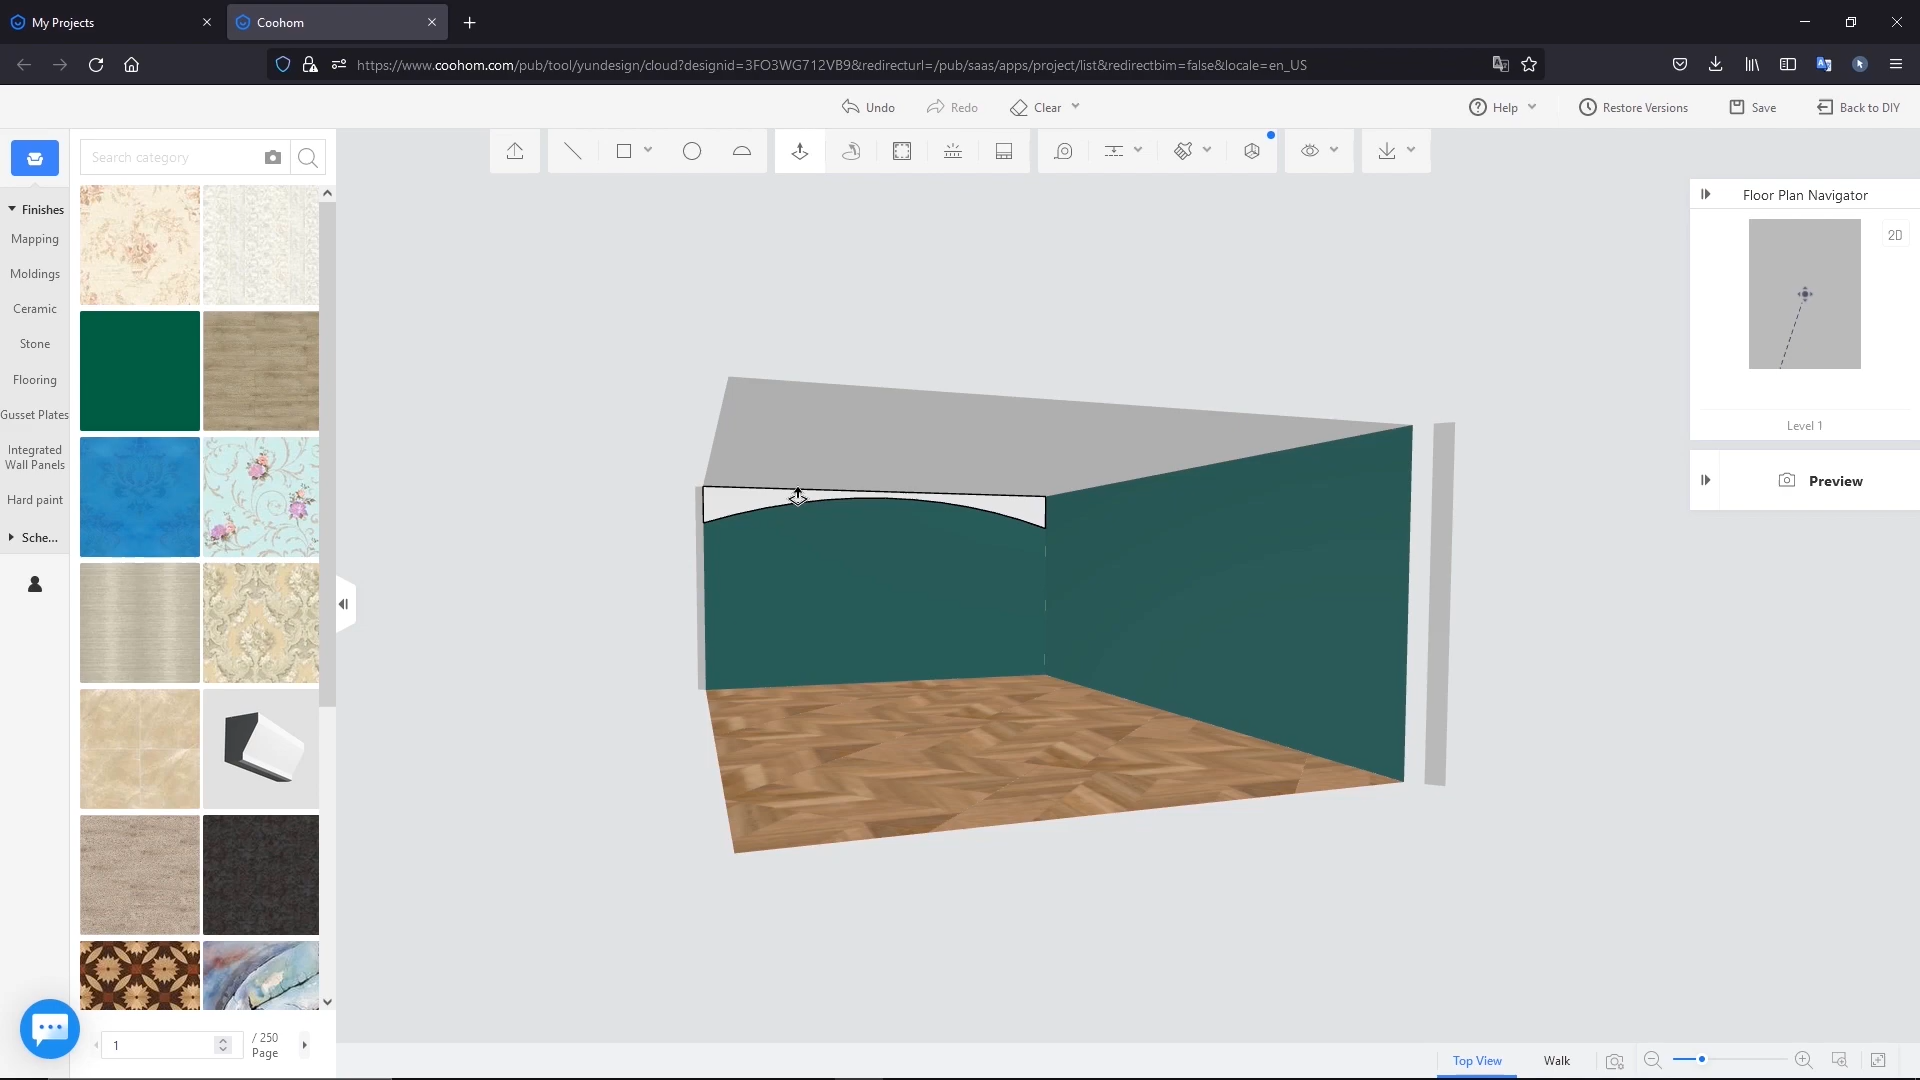 My Projects
Coohom
https://www.coohom.com/pub/tool/yundesign/cloud?designid=3FO3WG712VB9&redirecturl=/pub/saas/apps/project/list&redirectbim=false&locale=en_US
Undo
Redo
Clear
Help
Restore Versions
Save
Back to DIY
Search category
Finishes
Mapping
Moldings
Ceramic
Stone
Flooring
Gusset Plates
Integrated
Wall Panels
Hard paint
Sche...
Floor Plan Navigator
2D
Level 1
Preview
1
/ 250
Page
Top View
Walk